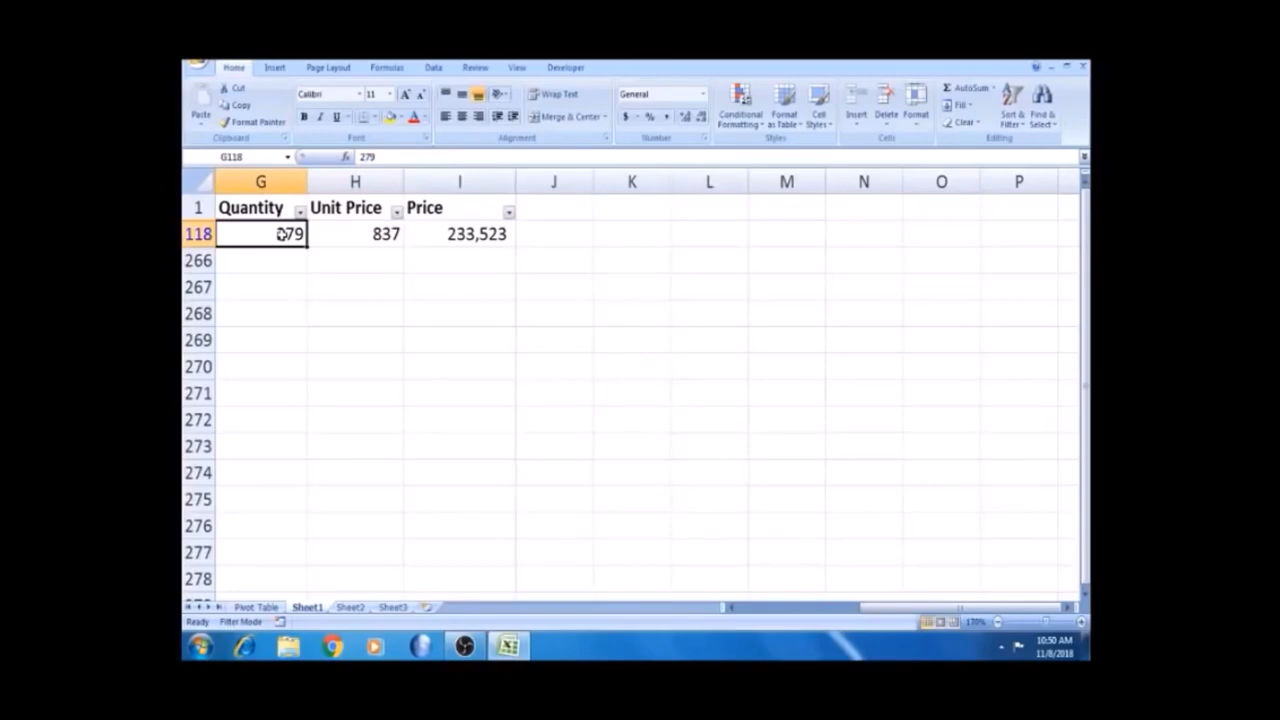 Home Insert Page Layout Formulas Data Review View Developer
Cut Calibri 11 Wrap Text General AutoSum
Copy Fill
Paste Format Painter B I U Merge & Center $ % , Conditional Formatting Format as Table Cell Styles Insert Delete Format Clear Sort & Filter Find & Select
Clipboard Font Alignment Number Styles Cells Editing
G118 fx 279
G H I J K L M N O P
1 Quantity Unit Price Price
118 279 837 233,523
266
267
268
269
270
271
272
273
274
275
276
277
278
Pivot Table Sheet1 Sheet2 Sheet3
Ready Filter Mode 170%
10:50 AM
11/8/2018